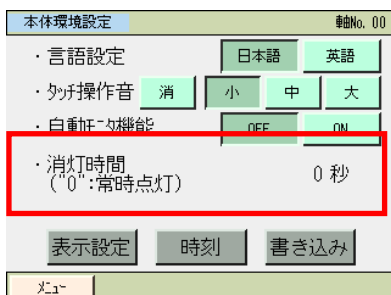 本体環境設定 軸No. 00
・言語設定 日本語 英語
・ﾀｯﾁ操作音 消 小 中 大
・自動ﾓﾆﾀ機能 OFF ON
・消灯時間 0 秒
("0":常時点灯)
表示設定 時刻 書き込み
ﾒﾆｭｰ